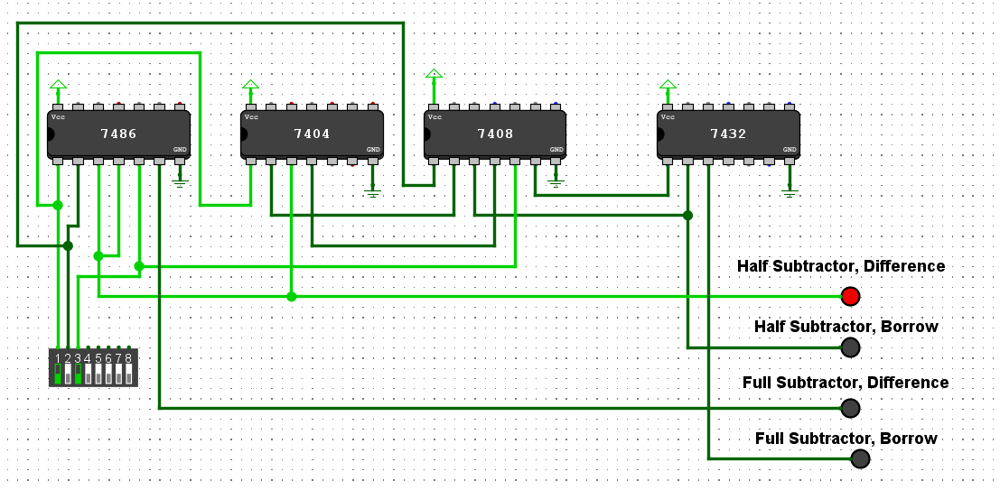 Vcc
7486
GND
Vcc
7404
GND
Vcc
7408
GND
Vcc
7432
GND
Half Subtractor, Difference
Half Subtractor, Borrow
Full Subtractor, Difference
Full Subtractor, Borrow
1 2 3 4 5 6 7 8